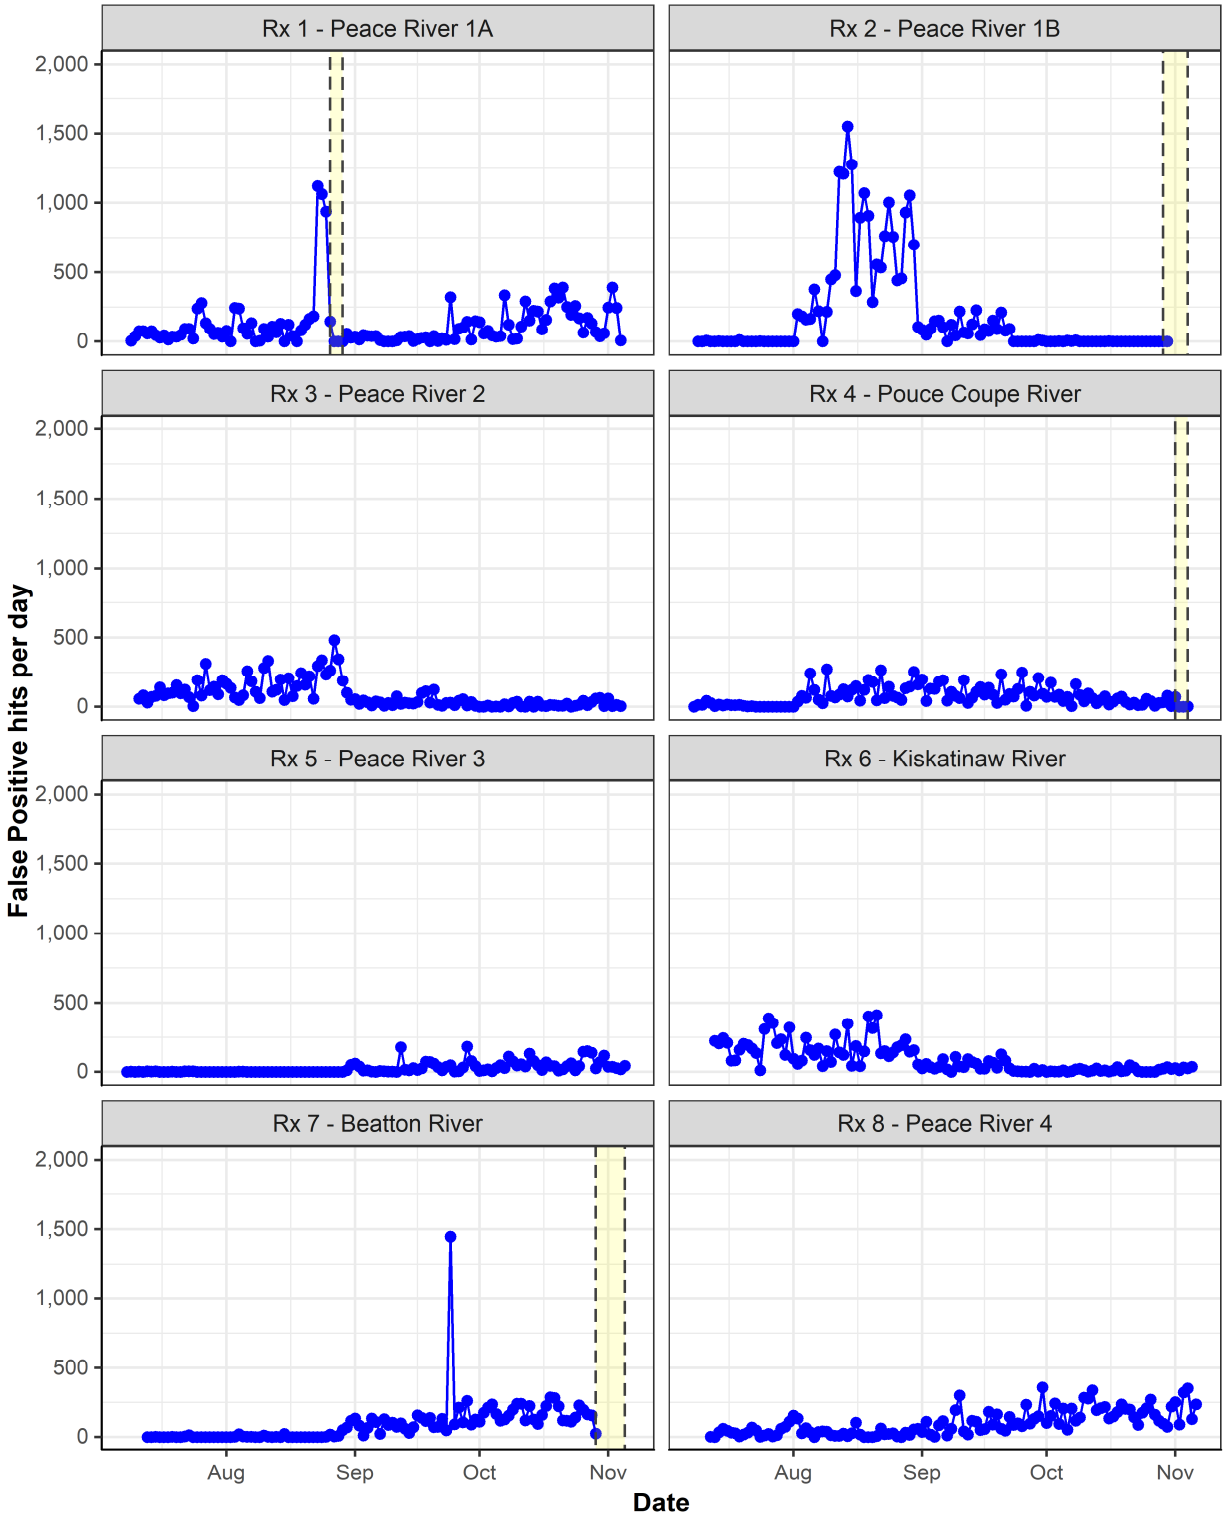 Rx 1 - Peace River 1A
Rx 2 - Peace River 1B
2,000
1,500
1,000
500
0
Rx 3 - Peace River 2
Rx 4 - Pouce Coupe River
2,000
1,500
1,000
500
0
False Positive hits per day
Rx 5 - Peace River 3
Rx 6 - Kiskatinaw River
2,000
1,500
1,000
500
0
Rx 7 - Beatton River
Rx 8 - Peace River 4
2,000
1,500
1,000
500
0
Aug Sep Oct Nov
Aug Sep Oct Nov
Date